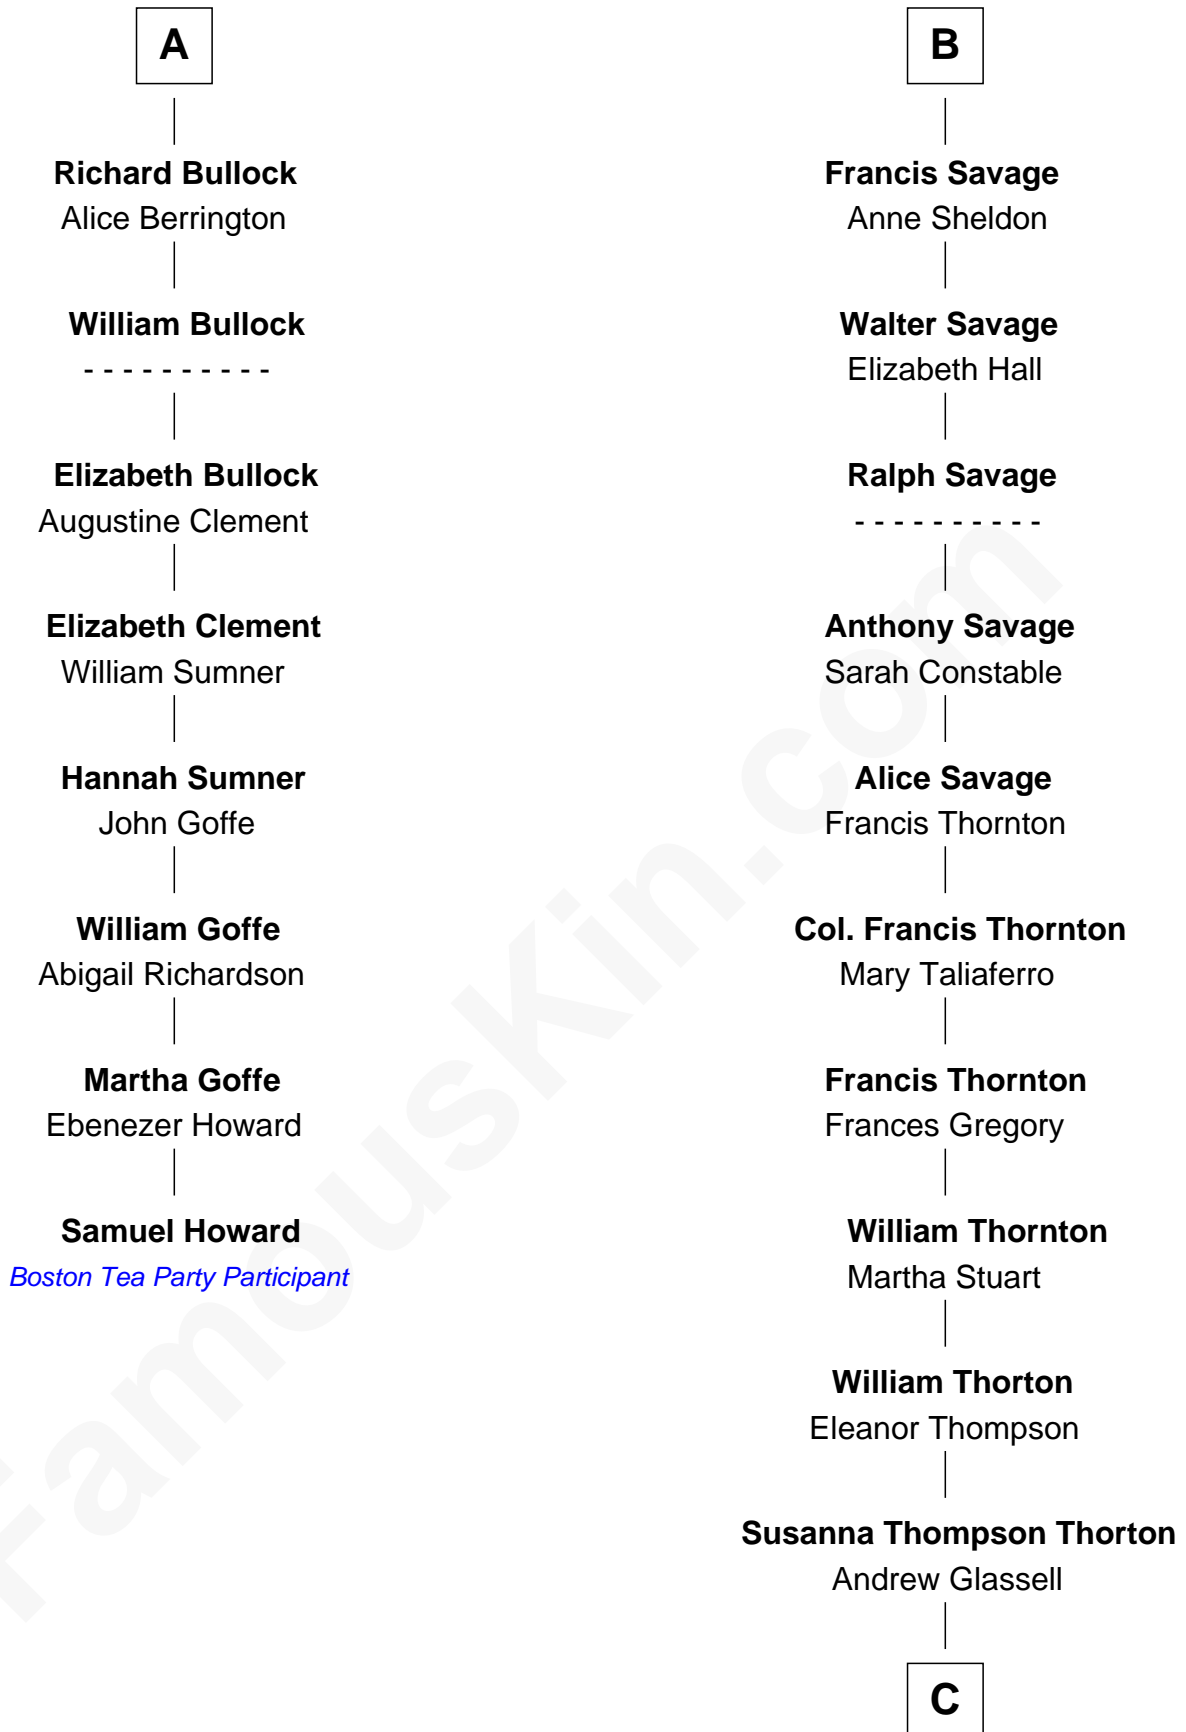 A
Richard Bullock
Alice Berrington
William Bullock
- - - - - - - - - -
Elizabeth Bullock
Augustine Clement
Elizabeth Clement
William Sumner
Hannah Sumner
John Goffe
William Goffe
Abigail Richardson
Martha Goffe
Ebenezer Howard
Samuel Howard
Boston Tea Party Participant
B
Francis Savage
Anne Sheldon
Walter Savage
Elizabeth Hall
Ralph Savage
- - - - - - - - - -
Anthony Savage
Sarah Constable
Alice Savage
Francis Thornton
Col. Francis Thornton
Mary Taliaferro
Francis Thornton
Frances Gregory
William Thornton
Martha Stuart
William Thorton
Eleanor Thompson
Susanna Thompson Thorton
Andrew Glassell
C
FamousKin.com